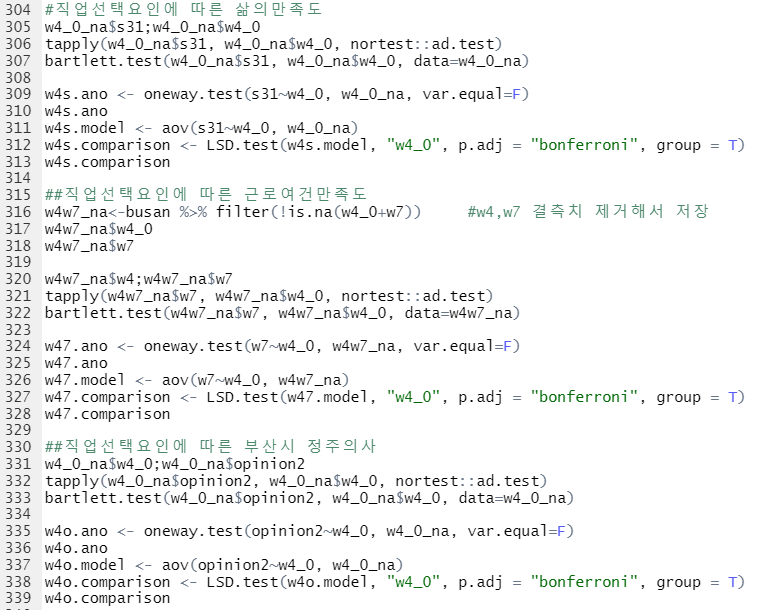 304 #직업선택요인에 따른 삶의만족도
305 w4_0_na$s31;w4_0_na$w4_0
306 tapply(w4_0_na$s31, w4_0_na$w4_0, nortest::ad.test)
307 bartlett.test(w4_0_na$s31, w4_0_na$w4_0, data=w4_0_na)
308
309 w4s.ano <- oneway.test(s31~w4_0, w4_0_na, var.equal=F)
310 w4s.ano
311 w4s.model <- aov(s31~w4_0, w4_0_na)
312 w4s.comparison <- LSD.test(w4s.model, "w4_0", p.adj = "bonferroni", group = T)
313 w4s.comparison
314
315 ##직업선택요인에 따른 근로여건만족도
316 w4w7_na<-busan %>% filter(!is.na(w4_0+w7)) #w4,w7 결측치 제거해서 저장
317 w4w7_na$w4_0
318 w4w7_na$w7
319
320 w4w7_na$w4;w4w7_na$w7
321 tapply(w4w7_na$w7, w4w7_na$w4_0, nortest::ad.test)
322 bartlett.test(w4w7_na$w7, w4w7_na$w4_0, data=w4w7_na)
323
324 w47.ano <- oneway.test(w7~w4_0, w4w7_na, var.equal=F)
325 w47.ano
326 w47.model <- aov(w7~w4_0, w4w7_na)
327 w47.comparison <- LSD.test(w47.model, "w4_0", p.adj = "bonferroni", group = T)
328 w47.comparison
329
330 ##직업선택요인에 따른 부산시 정주의사
331 w4_0_na$w4_0;w4_0_na$opinion2
332 tapply(w4_0_na$opinion2, w4_0_na$w4_0, nortest::ad.test)
333 bartlett.test(w4_0_na$opinion2, w4_0_na$w4_0, data=w4_0_na)
334
335 w4o.ano <- oneway.test(opinion2~w4_0, w4_0_na, var.equal=F)
336 w4o.ano
337 w4o.model <- aov(opinion2~w4_0, w4_0_na)
338 w4o.comparison <- LSD.test(w4o.model, "w4_0", p.adj = "bonferroni", group = T)
339 w4o.comparison